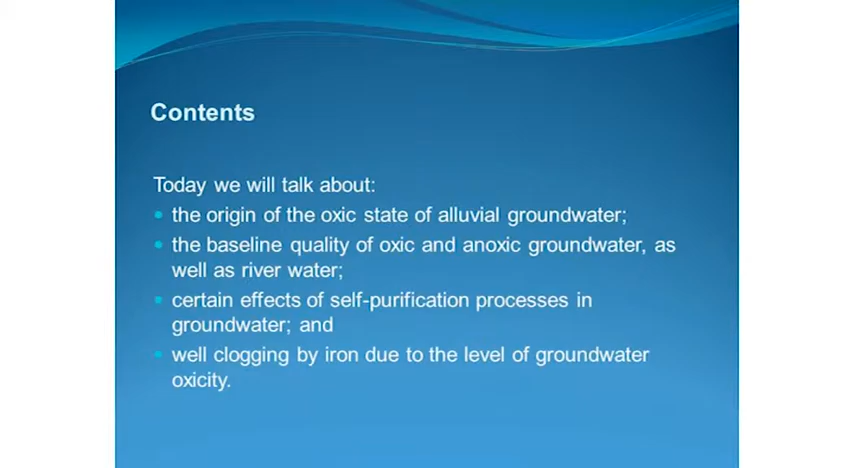 Contents
Today we will talk about:
• the origin of the oxic state of alluvial groundwater;
• the baseline quality of oxic and anoxic groundwater, as
well as river water;
• certain effects of self-purification processes in
groundwater; and
• well clogging by iron due to the level of groundwater
oxicity.